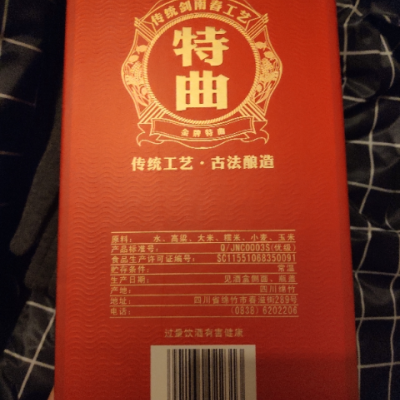 传统剑南春工艺
特
曲
金牌特曲
传统工艺·古法酿造
原料： 水、高粱、大米、糯米、小麦、玉米
产品标准号： Q/JNC0003S(优级)
食品生产许可证编号： SC11551068350091
贮存条件： 常温
生产日期： 见酒盒侧面、瓶盖
产地： 四川绵竹
地址： 四川省绵竹市春溢街289号
电话： (0838) 6202206
过量饮酒有害健康